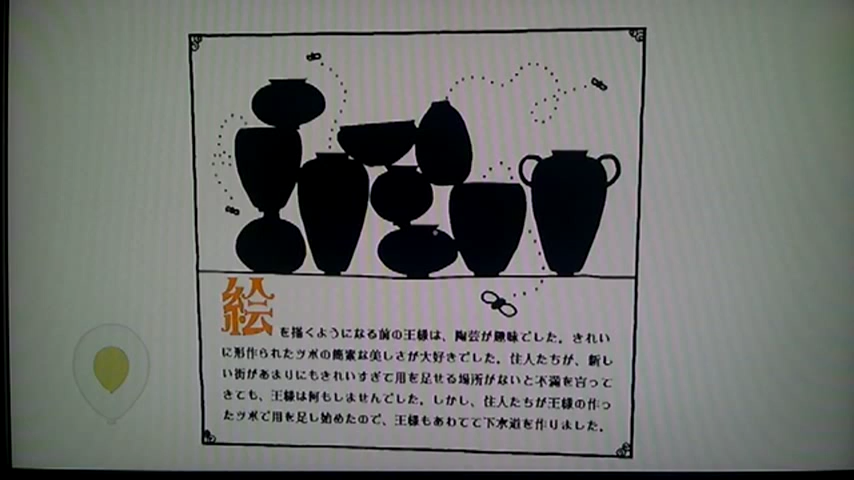 絵を描くようになる前の王様は、陶芸が趣味でした。きれい
に形作られたツボの簡素な美しさが大好きでした。住人たちが、新し
い街があまりにもきれいすぎて用を足せる場所がないと不満を言って
きても、王様は何もしませんでした。しかし、住人たちが王様の作っ
たツボで用を足し始めたので、王様もあわてて下水道を作りました。